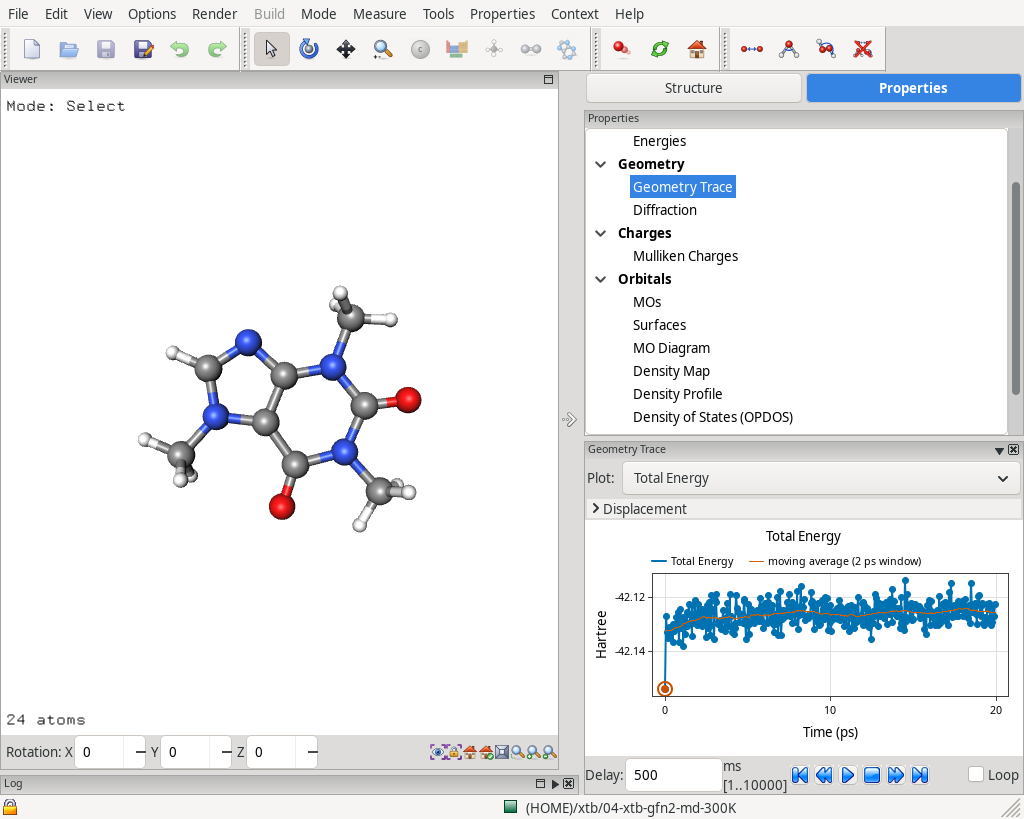 File Edit View Options Render Build Mode Measure Tools Properties Context Help
Viewer
Mode: Select
24 atoms
Rotation: X 0 Y 0 Z 0
Log
Structure Properties
Properties
Energies
Geometry
Geometry Trace
Diffraction
Charges
Mulliken Charges
Orbitals
MOs
Surfaces
MO Diagram
Density Map
Density Profile
Density of States (OPDOS)
Geometry Trace
Plot: Total Energy
Displacement
Total Energy
Total Energy moving average (2 ps window)
Hartree
-42.12
-42.14
0 10 20
Time (ps)
Delay: 500 ms [1..10000] Loop
(HOME)/xtb/04-xtb-gfn2-md-300K